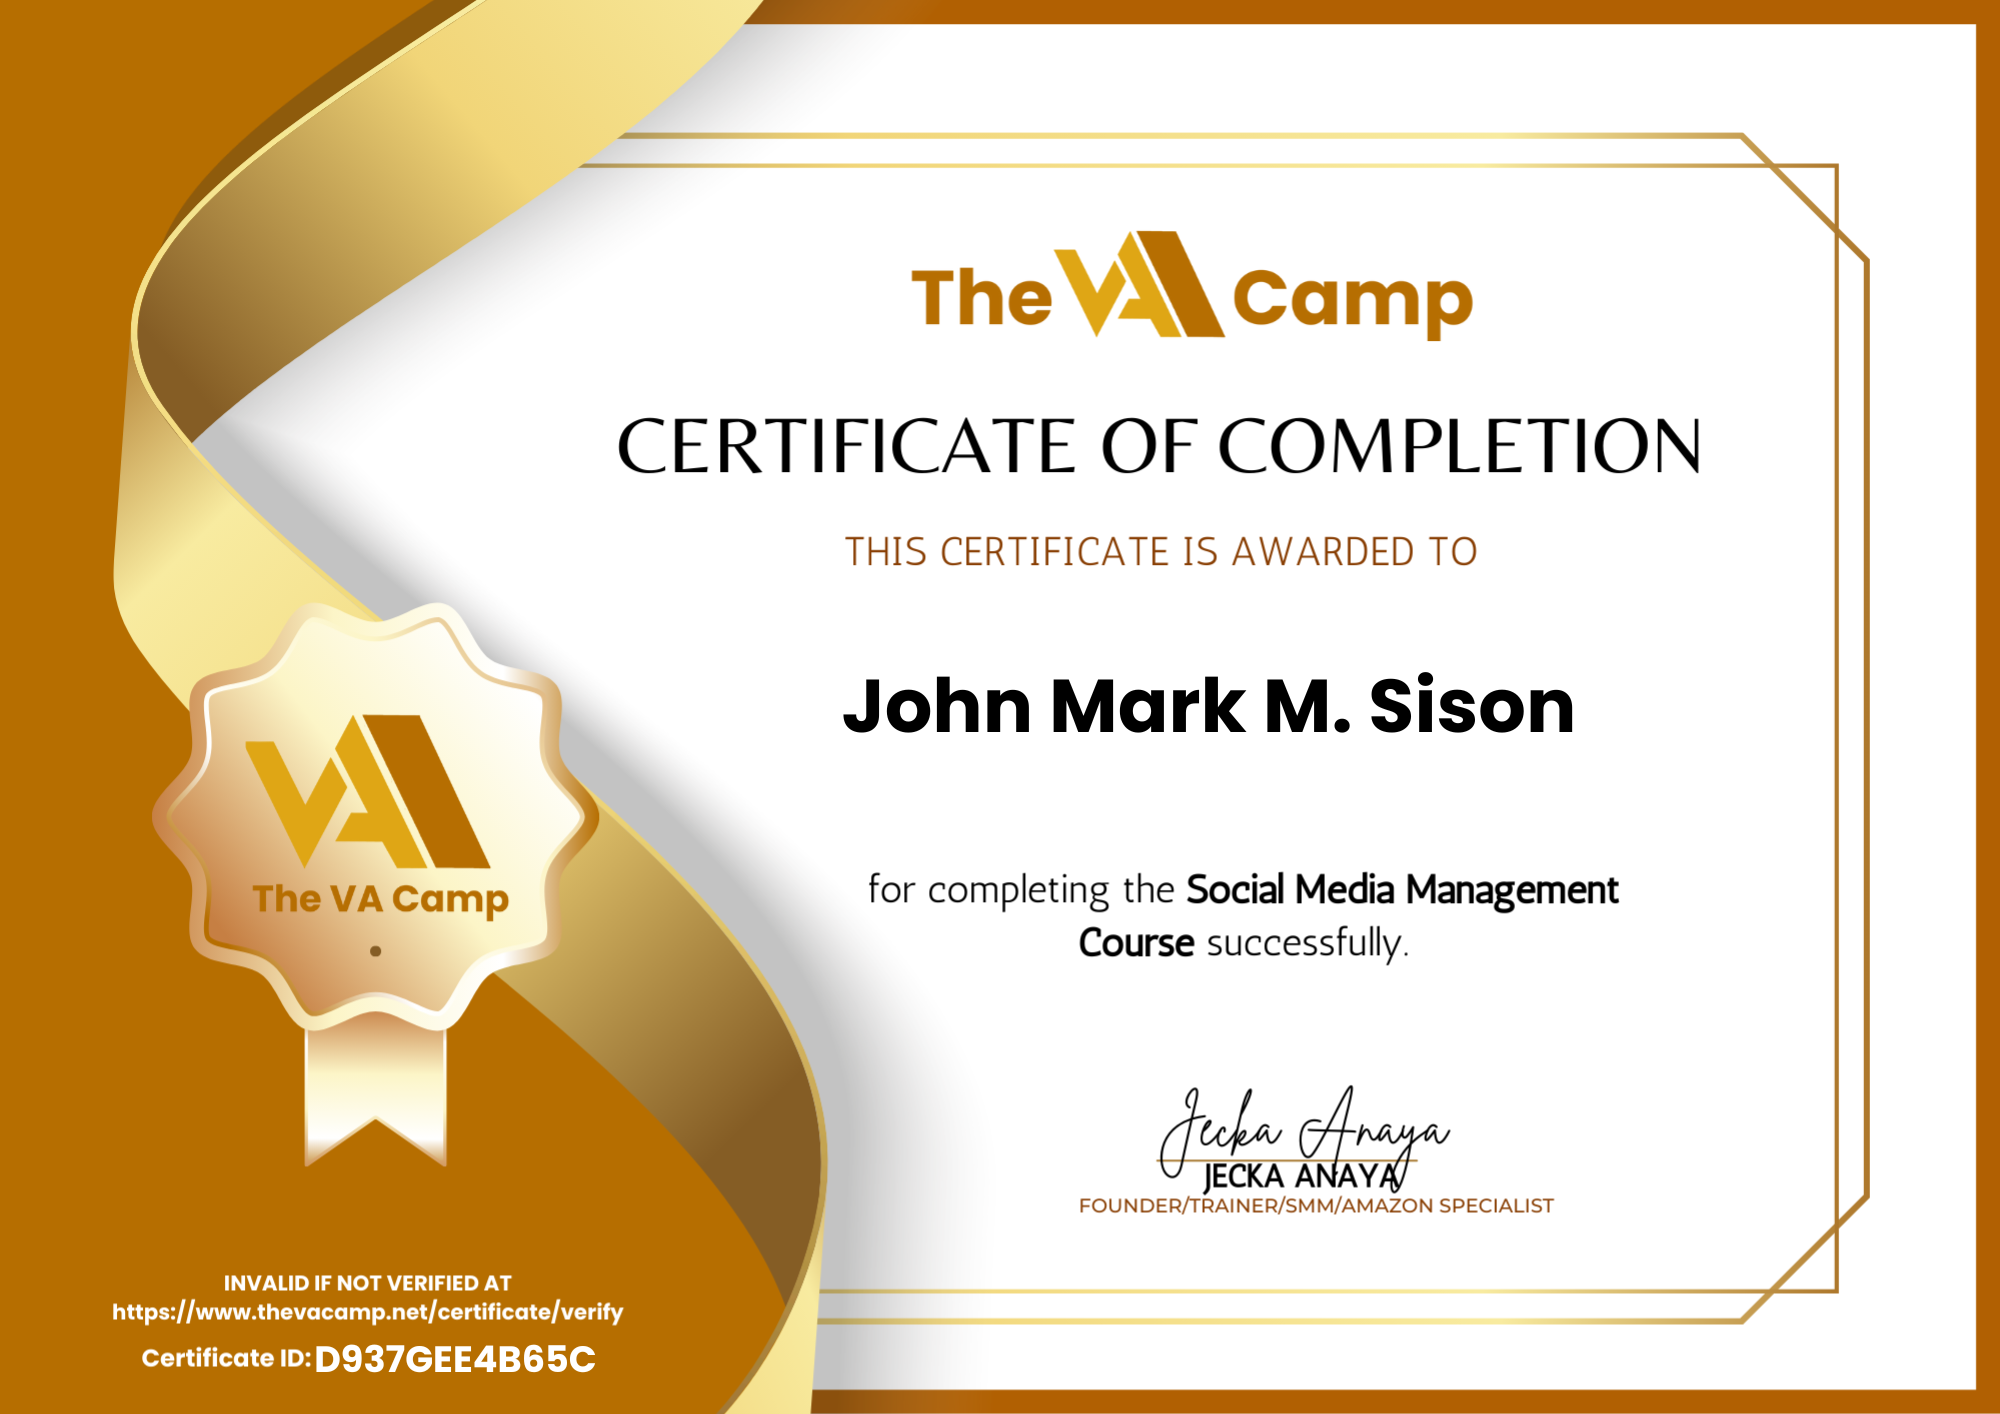 The VA Camp
CERTIFICATE OF COMPLETION
THIS CERTIFICATE IS AWARDED TO
John Mark M. Sison
for completing the Social Media Management
Course successfully.
Jecka Anaya
JECKA ANAYA
FOUNDER/TRAINER/SMM/AMAZON SPECIALIST
VA
The VA Camp
INVALID IF NOT VERIFIED AT
https://www.thevacamp.net/certificate/verify
Certificate ID: D937GEE4B65C